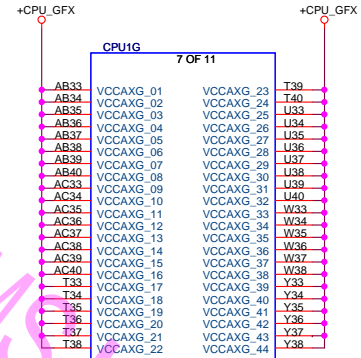 +CPU_GFX +CPU_GFX
CPU1G
7 OF 11
AB33 VCCAXG_01 VCCAXG_23 T39
AB34 VCCAXG_02 VCCAXG_24 T40
AB35 VCCAXG_03 VCCAXG_25 U33
AB36 VCCAXG_04 VCCAXG_26 U34
AB37 VCCAXG_05 VCCAXG_27 U35
AB38 VCCAXG_06 VCCAXG_28 U36
AB39 VCCAXG_07 VCCAXG_29 U37
AB40 VCCAXG_08 VCCAXG_30 U38
AC33 VCCAXG_09 VCCAXG_31 U39
AC34 VCCAXG_10 VCCAXG_32 U40
AC35 VCCAXG_11 VCCAXG_33 W33
AC36 VCCAXG_12 VCCAXG_34 W34
AC37 VCCAXG_13 VCCAXG_35 W35
AC38 VCCAXG_14 VCCAXG_36 W36
AC39 VCCAXG_15 VCCAXG_37 W37
AC40 VCCAXG_16 VCCAXG_38 W38
T33 VCCAXG_17 VCCAXG_39 Y33
T34 VCCAXG_18 VCCAXG_40 Y34
T35 VCCAXG_19 VCCAXG_41 Y35
T36 VCCAXG_20 VCCAXG_42 Y36
T37 VCCAXG_21 VCCAXG_43 Y37
T38 VCCAXG_22 VCCAXG_44 Y38